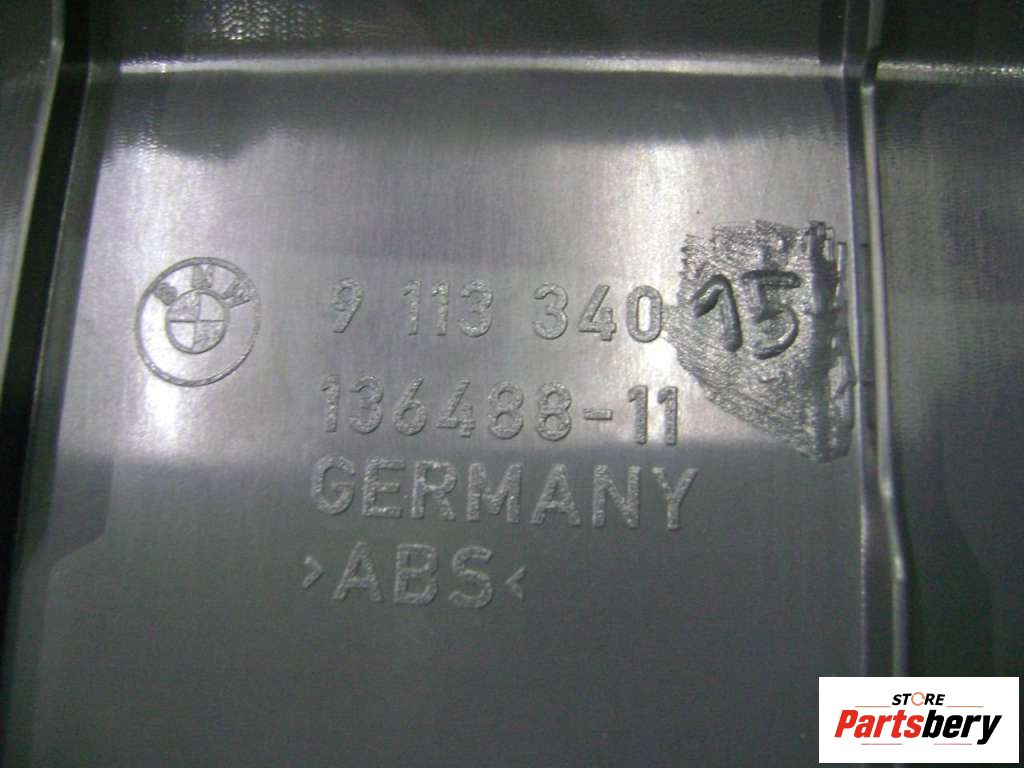 BMW
9 113 340 15
136488-11
GERMANY
>ABS<
STORE
Partsbery